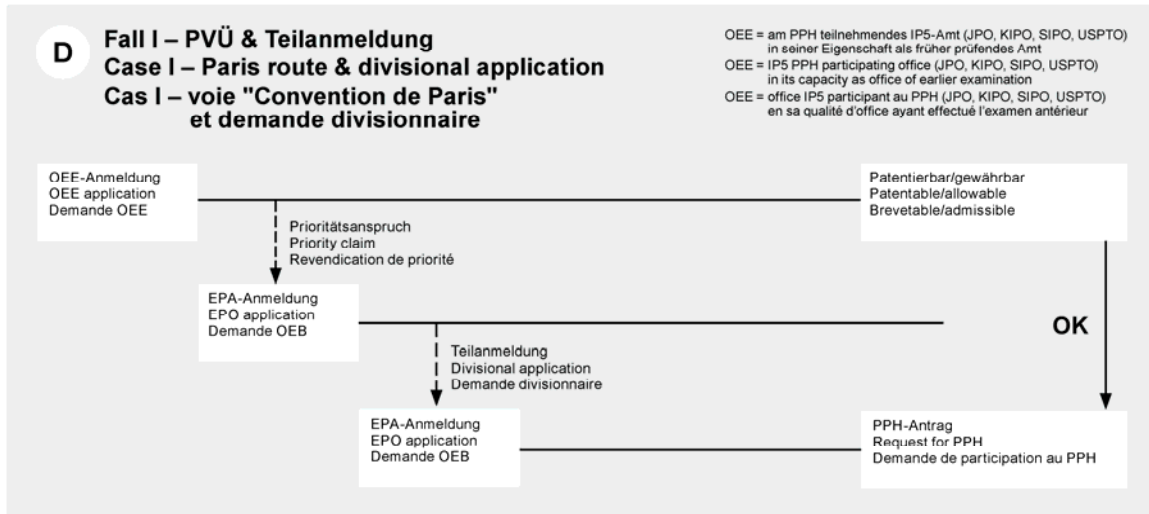 D
Fall I – PVÜ & Teilanmeldung
Case I – Paris route & divisional application
Cas I – voie "Convention de Paris"
et demande divisionnaire
OEE = am PPH teilnehmendes IP5-Amt (JPO, KIPO, SIPO, USPTO)
in seiner Eigenschaft als früher prüfendes Amt
OEE = IP5 PPH participating office (JPO, KIPO, SIPO, USPTO)
in its capacity as office of earlier examination
OEE = office IP5 participant au PPH (JPO, KIPO, SIPO, USPTO)
en sa qualité d'office ayant effectué l'examen antérieur
OEE-Anmeldung
OEE application
Demande OEE
Patentierbar/gewährbar
Patentable/allowable
Brevetable/admissible
Prioritätsanspruch
Priority claim
Revendication de priorité
EPA-Anmeldung
EPO application
Demande OEB
OK
Teilanmeldung
Divisional application
Demande divisionnaire
EPA-Anmeldung
EPO application
Demande OEB
PPH-Antrag
Request for PPH
Demande de participation au PPH